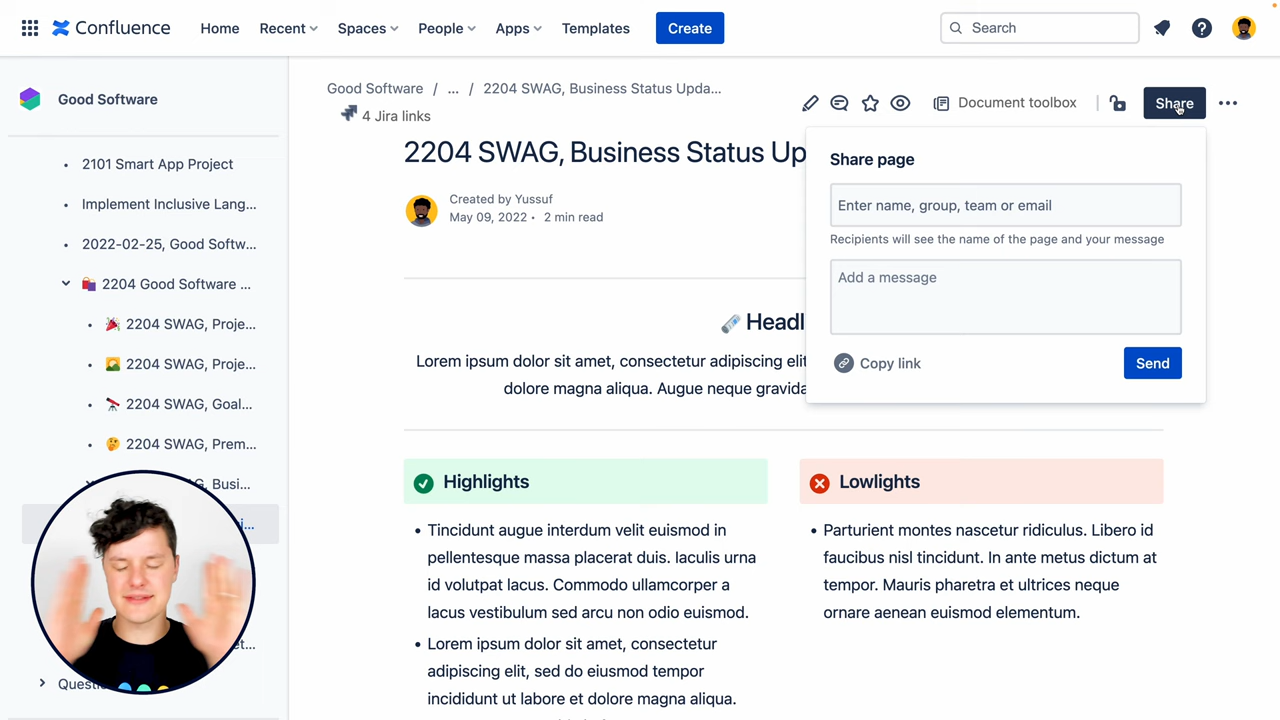 Confluence
Home
Recent
Spaces
People
Apps
Templates
Create
Search
Good Software
2101 Smart App Project
Implement Inclusive Lang...
2022-02-25, Good Softw...
2204 Good Software ...
2204 SWAG, Proje...
2204 SWAG, Proje...
2204 SWAG, Goal...
2204 SWAG, Prem...
Busi...
Good Software / ... / 2204 SWAG, Business Status Upda...
4 Jira links
Document toolbox
Share
2204 SWAG, Business Status Up
Created by Yussuf
May 09, 2022 • 2 min read
Share page
Enter name, group, team or email
Recipients will see the name of the page and your message
Add a message
Copy link
Send
Headl
Lorem ipsum dolor sit amet, consectetur adipiscing elit
dolore magna aliqua. Augue neque gravida
Highlights
• Tincidunt augue interdum velit euismod in
pellentesque massa placerat duis. Iaculis urna
id volutpat lacus. Commodo ullamcorper a
lacus vestibulum sed arcu non odio euismod.
• Lorem ipsum dolor sit amet, consectetur
adipiscing elit, sed do eiusmod tempor
incididunt ut labore et dolore magna aliqua.
Lowlights
• Parturient montes nascetur ridiculus. Libero id
faucibus nisl tincidunt. In ante metus dictum at
tempor. Mauris pharetra et ultrices neque
ornare aenean euismod elementum.